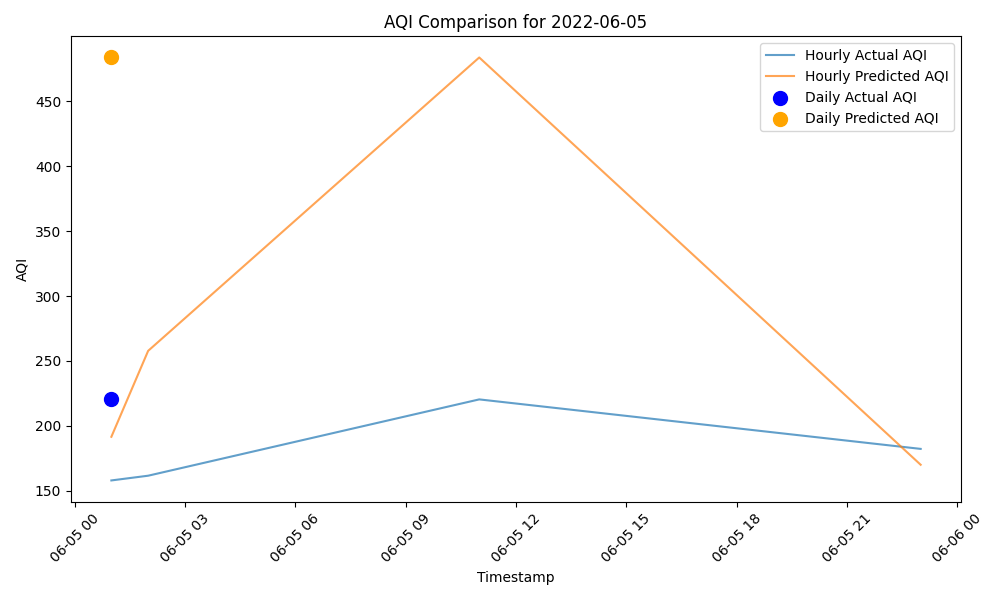 AQI Comparison for 2022-06-05
Hourly Actual AQI
Hourly Predicted AQI
Daily Actual AQI
Daily Predicted AQI
AQI
450
400
350
300
250
200
150
06-05 00
06-05 03
06-05 06
06-05 09
06-05 12
06-05 15
06-05 18
06-05 21
06-06 00
Timestamp